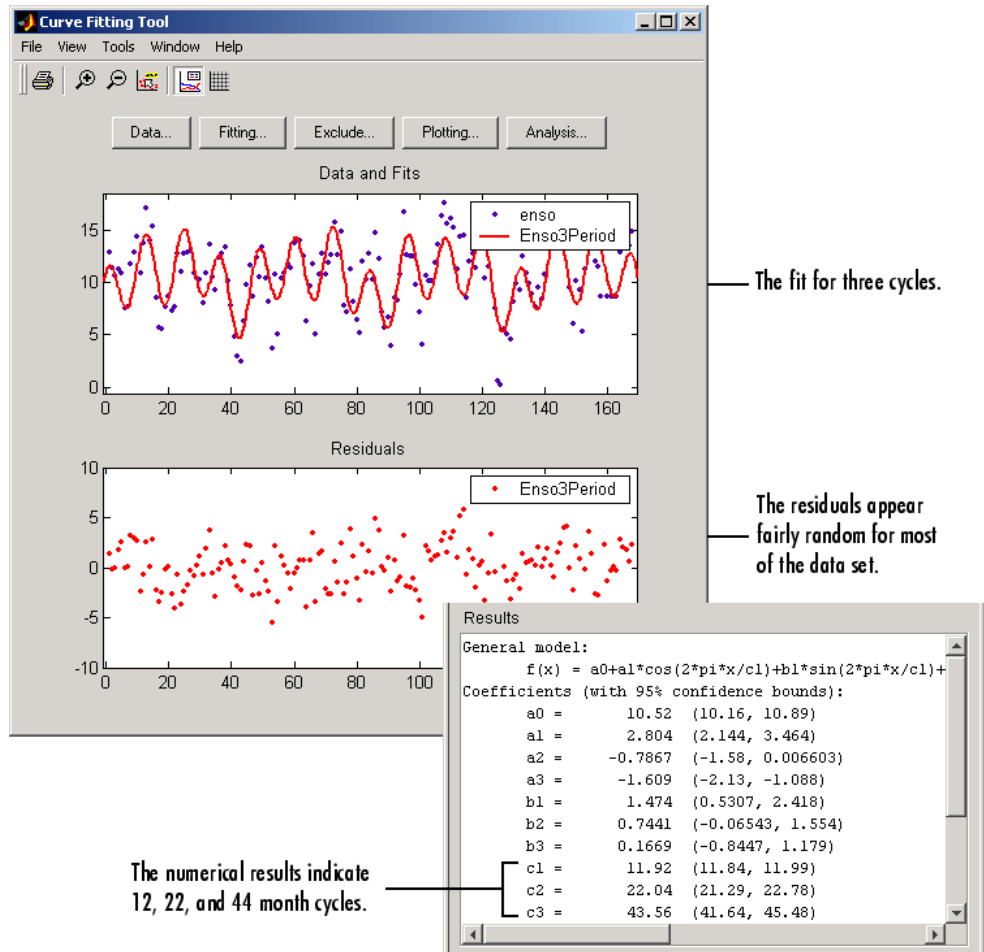 Curve Fitting Tool
File View Tools Window Help
Data... Fitting... Exclude... Plotting... Analysis...
Data and Fits
enso
Enso3Period
15
10
5
0
0 20 40 60 80 100 120 140 160
The fit for three cycles.
Residuals
Enso3Period
10
5
0
-5
-10
0 20 40 60 80 100
The residuals appear
fairly random for most
of the data set.
Results
General model:
f(x) = a0+a1*cos(2*pi*x/c1)+b1*sin(2*pi*x/c1)+
Coefficients (with 95% confidence bounds):
a0 = 10.52 (10.16, 10.89)
a1 = 2.804 (2.144, 3.464)
a2 = -0.7867 (-1.58, 0.006603)
a3 = -1.609 (-2.13, -1.088)
b1 = 1.474 (0.5307, 2.418)
b2 = 0.7441 (-0.06543, 1.554)
b3 = 0.1669 (-0.8447, 1.179)
c1 = 11.92 (11.84, 11.99)
c2 = 22.04 (21.29, 22.78)
c3 = 43.56 (41.64, 45.48)
The numerical results indicate
12, 22, and 44 month cycles.